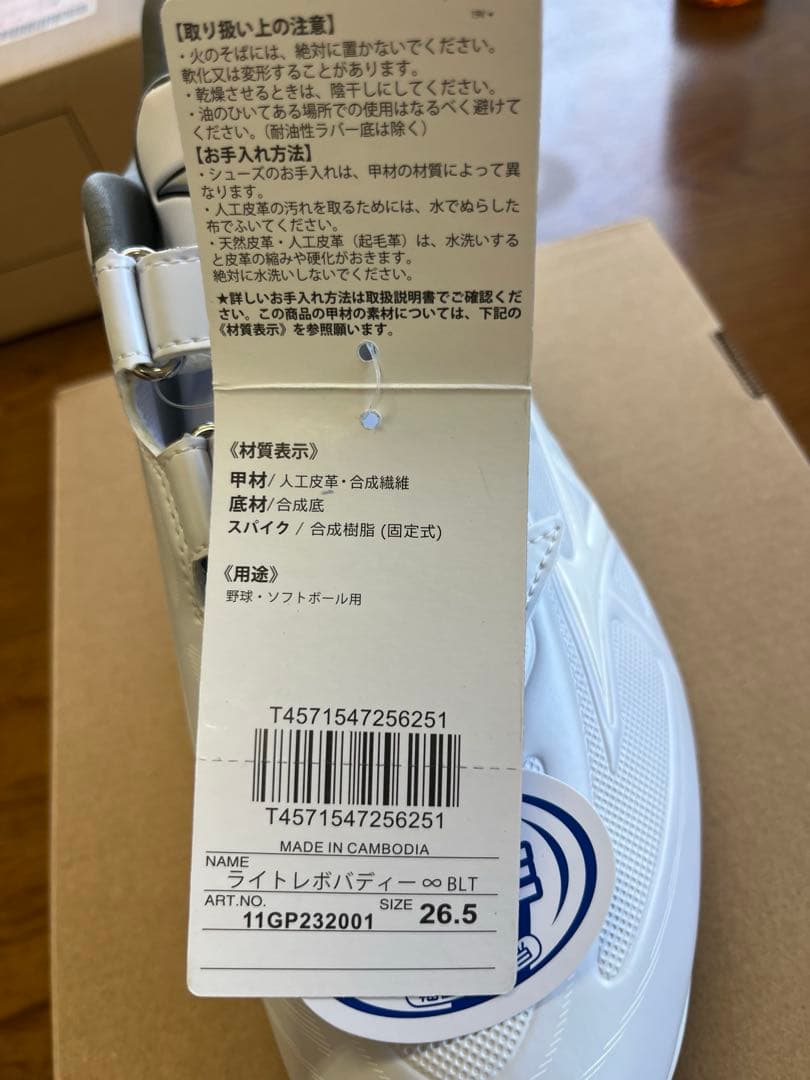 【取り扱い上の注意】
・火のそばには、絶対に置かないでください。
軟化又は変形することがあります。
・乾燥させるときは、陰干しにしてください。
・油のひいてある場所での使用はなるべく避けて
ください。（耐油性ラバー底は除く）
【お手入れ方法】
・シューズのお手入れは、甲材の材質によって異
なります。
・人工皮革の汚れを取るためには、水でぬらした
布でふいてください。
・天然皮革・人工皮革（起毛革）は、水洗いする
と皮革の縮みや硬化がおきます。
絶対に水洗いしないでください。
★詳しいお手入れ方法は取扱説明書でご確認くだ
さい。この商品の甲材の素材については、下記の
《材質表示》を参照願います。
《材質表示》
甲材/ 人工皮革・合成繊維
底材/合成底
スパイク / 合成樹脂 (固定式)
《用途》
野球・ソフトボール用
T4571547256251
T4571547256251
MADE IN CAMBODIA
NAME
ライトレボバディー∞BLT
ART.NO.
11GP232001
SIZE 26.5
当